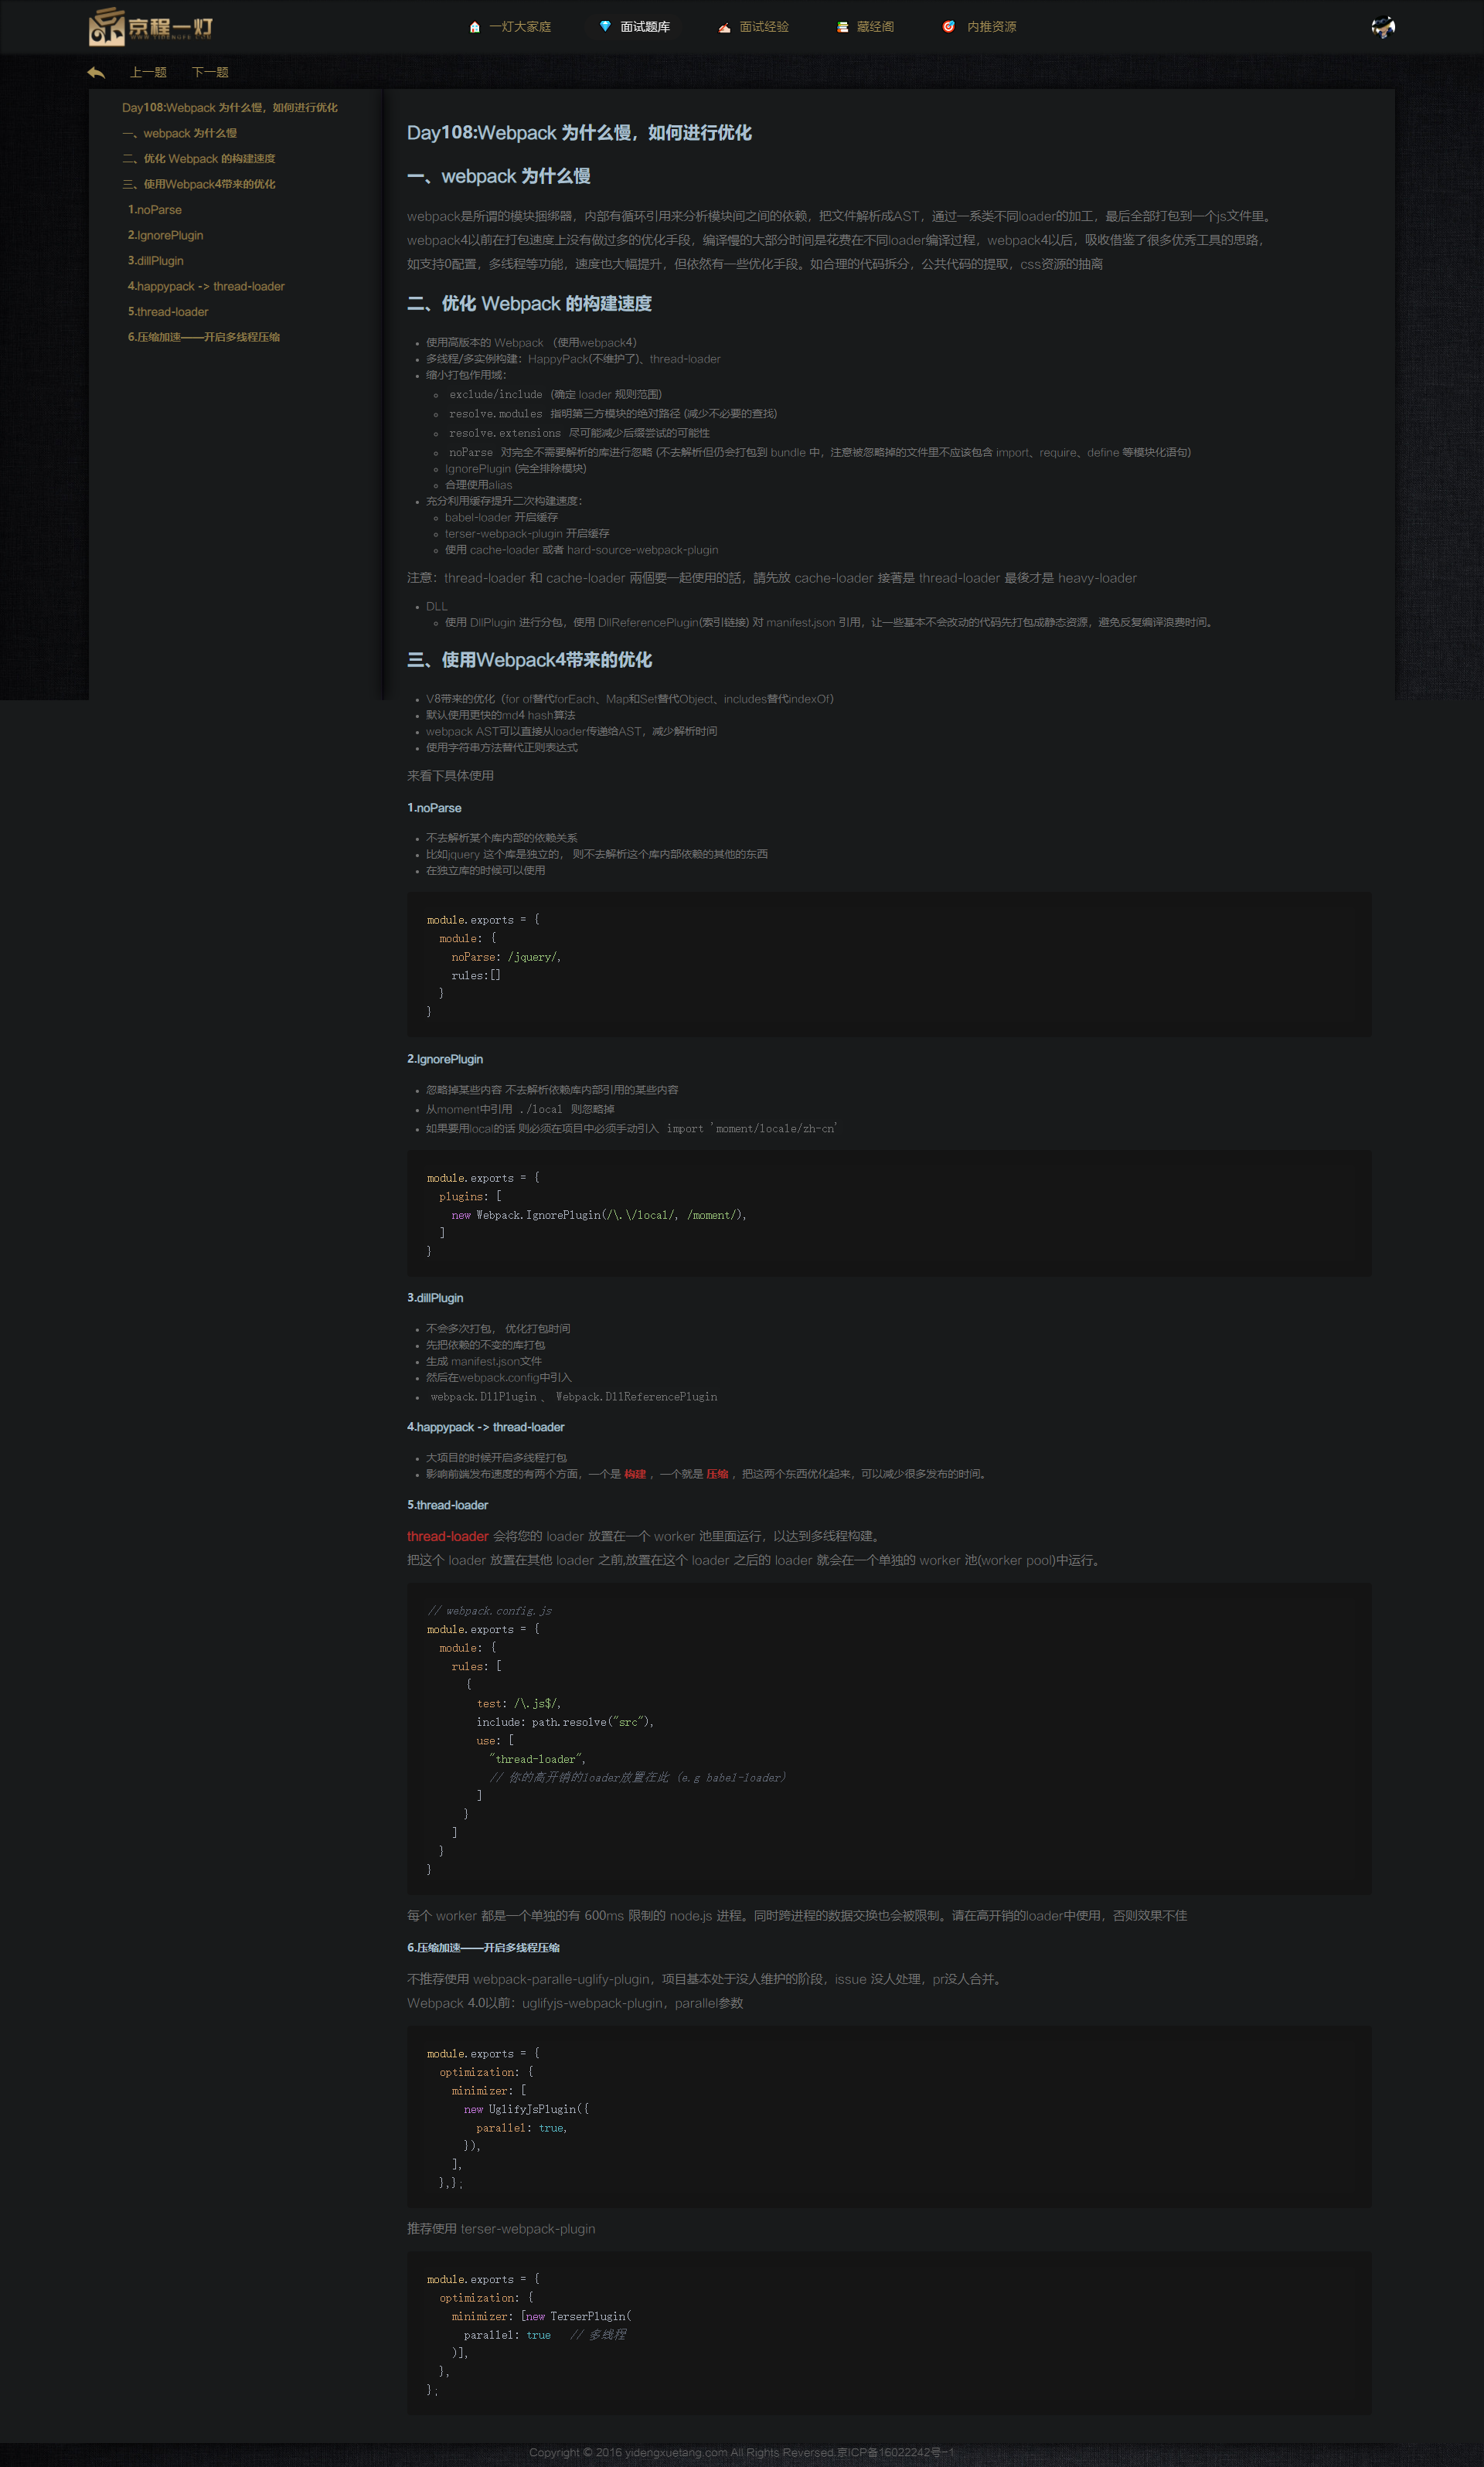 京程一灯
WWW.YIDENGFE.COM
一灯大家庭
面试题库
面试经验
藏经阁
内推资源
上一题
下一题
Day108:Webpack 为什么慢，如何进行优化
一、webpack 为什么慢
二、优化 Webpack 的构建速度
三、使用Webpack4带来的优化
1.noParse
2.IgnorePlugin
3.dillPlugin
4.happypack -> thread-loader
5.thread-loader
6.压缩加速——开启多线程压缩
Day108:Webpack 为什么慢，如何进行优化
一、webpack 为什么慢
webpack是所谓的模块捆绑器，内部有循环引用来分析模块间之间的依赖，把文件解析成AST，通过一系类不同loader的加工，最后全部打包到一个js文件里。
webpack4以前在打包速度上没有做过多的优化手段，编译慢的大部分时间是花费在不同loader编译过程，webpack4以后，吸收借鉴了很多优秀工具的思路，
如支持0配置，多线程等功能，速度也大幅提升，但依然有一些优化手段。如合理的代码拆分，公共代码的提取，css资源的抽离
二、优化 Webpack 的构建速度
使用高版本的 Webpack （使用webpack4）
多线程/多实例构建：HappyPack(不维护了)、thread-loader
缩小打包作用域：
exclude/include (确定 loader 规则范围)
resolve.modules 指明第三方模块的绝对路径 (减少不必要的查找)
resolve.extensions 尽可能减少后缀尝试的可能性
noParse 对完全不需要解析的库进行忽略 (不去解析但仍会打包到 bundle 中，注意被忽略掉的文件里不应该包含 import、require、define 等模块化语句)
IgnorePlugin (完全排除模块)
合理使用alias
充分利用缓存提升二次构建速度：
babel-loader 开启缓存
terser-webpack-plugin 开启缓存
使用 cache-loader 或者 hard-source-webpack-plugin
注意：thread-loader 和 cache-loader 兩個要一起使用的話，請先放 cache-loader 接著是 thread-loader 最後才是 heavy-loader
DLL
使用 DllPlugin 进行分包，使用 DllReferencePlugin(索引链接) 对 manifest.json 引用，让一些基本不会改动的代码先打包成静态资源，避免反复编译浪费时间。
三、使用Webpack4带来的优化
V8带来的优化（for of替代forEach、Map和Set替代Object、includes替代indexOf）
默认使用更快的md4 hash算法
webpack AST可以直接从loader传递给AST，减少解析时间
使用字符串方法替代正则表达式
来看下具体使用
1.noParse
不去解析某个库内部的依赖关系
比如jquery 这个库是独立的， 则不去解析这个库内部依赖的其他的东西
在独立库的时候可以使用
module.exports = {
module: {
noParse: /jquery/,
rules:[]
}
}
2.IgnorePlugin
忽略掉某些内容 不去解析依赖库内部引用的某些内容
从moment中引用 ./local 则忽略掉
如果要用local的话 则必须在项目中必须手动引入 import 'moment/locale/zh-cn'
module.exports = {
plugins: [
new Webpack.IgnorePlugin(/\.\/local/, /moment/),
]
}
3.dillPlugin
不会多次打包， 优化打包时间
先把依赖的不变的库打包
生成 manifest.json文件
然后在webpack.config中引入
webpack.DllPlugin 、 Webpack.DllReferencePlugin
4.happypack -> thread-loader
大项目的时候开启多线程打包
影响前端发布速度的有两个方面，一个是 构建 ，一个就是 压缩 ，把这两个东西优化起来，可以减少很多发布的时间。
5.thread-loader
thread-loader 会将您的 loader 放置在一个 worker 池里面运行，以达到多线程构建。
把这个 loader 放置在其他 loader 之前,放置在这个 loader 之后的 loader 就会在一个单独的 worker 池(worker pool)中运行。
// webpack.config.js
module.exports = {
module: {
rules: [
{
test: /\.js$/,
include: path.resolve("src"),
use: [
"thread-loader",
// 你的高开销的loader放置在此 (e.g babel-loader)
]
}
]
}
}
每个 worker 都是一个单独的有 600ms 限制的 node.js 进程。同时跨进程的数据交换也会被限制。请在高开销的loader中使用，否则效果不佳
6.压缩加速——开启多线程压缩
不推荐使用 webpack-paralle-uglify-plugin，项目基本处于没人维护的阶段，issue 没人处理，pr没人合并。
Webpack 4.0以前：uglifyjs-webpack-plugin，parallel参数
module.exports = {
optimization: {
minimizer: [
new UglifyJsPlugin({
parallel: true,
}),
],
},};
推荐使用 terser-webpack-plugin
module.exports = {
optimization: {
minimizer: [new TerserPlugin(
parallel: true // 多线程
)],
},
};
Copyright © 2016 yidengxuetang.com All Rights Reversed.京ICP备16022242号-1